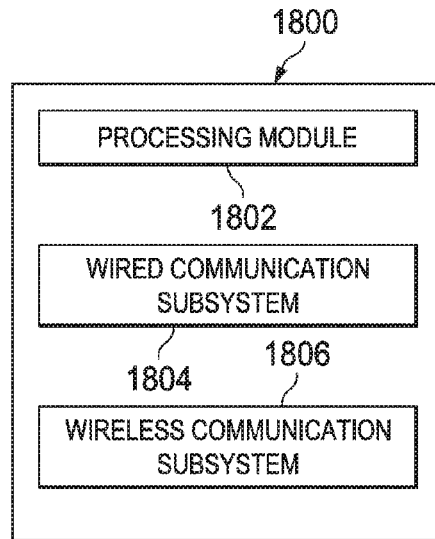 1800
PROCESSING MODULE
1802
WIRED COMMUNICATION
SUBSYSTEM
1804
1806
WIRELESS COMMUNICATION
SUBSYSTEM